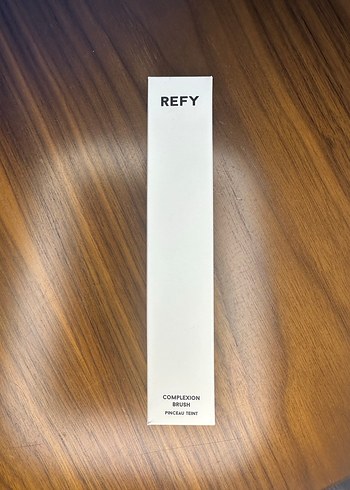 REFY
COMPLEXION
BRUSH
PINCEAU TEINT